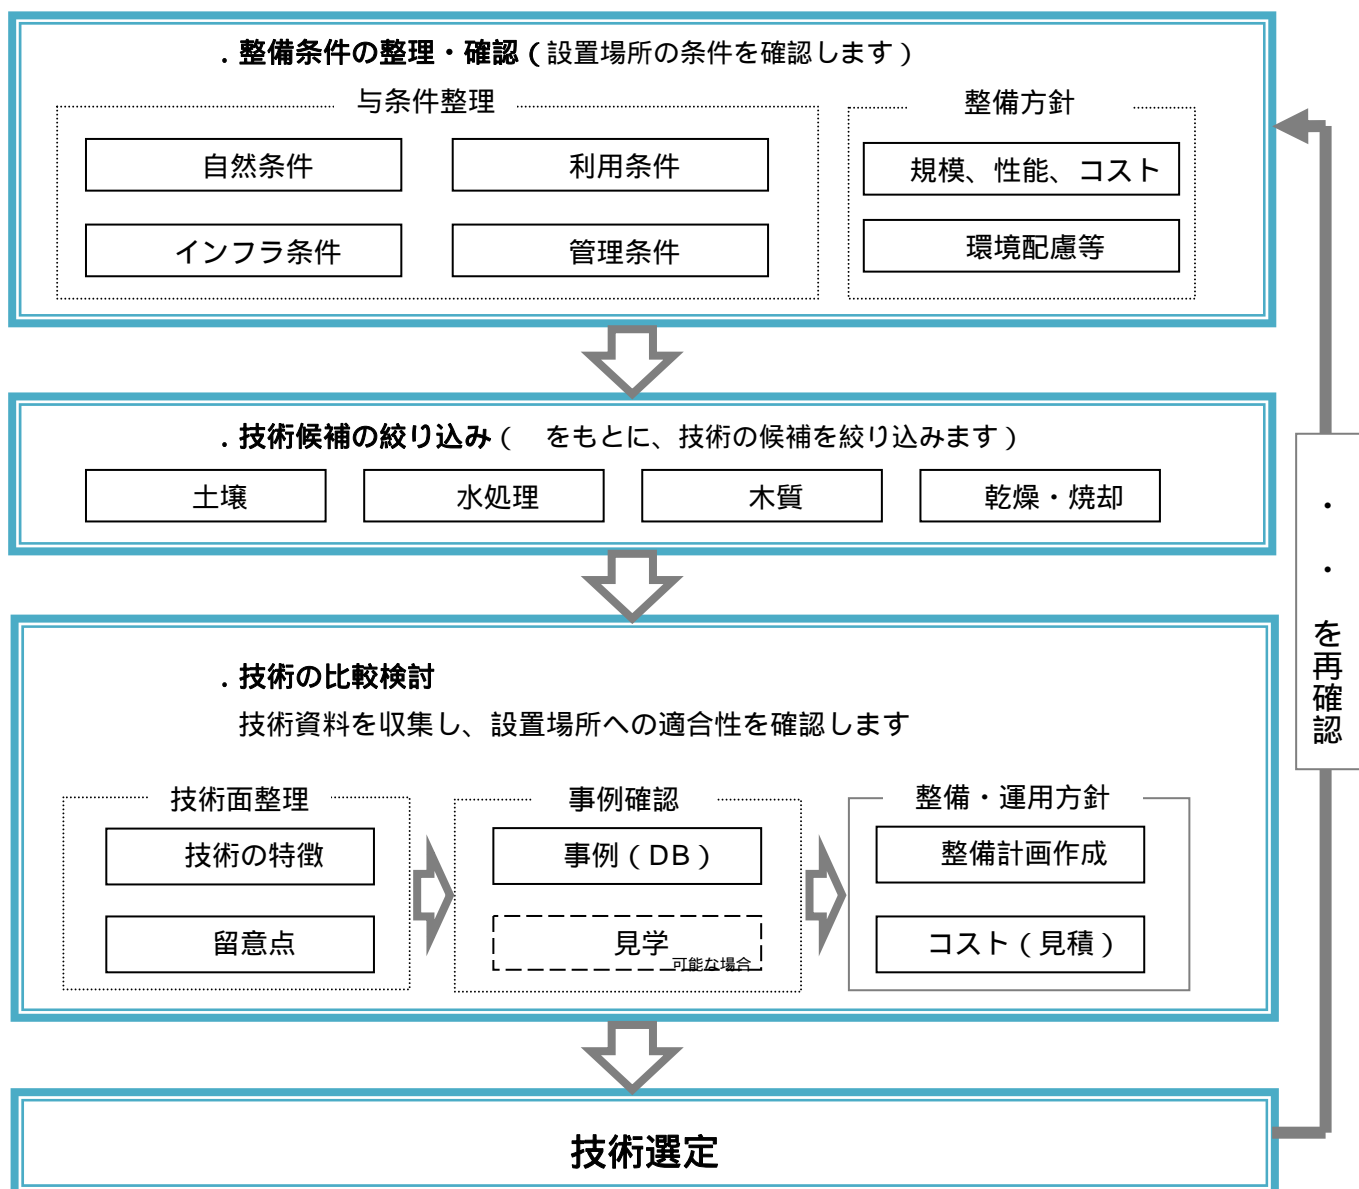 ．整備条件の整理・確認（設置場所の条件を確認します）
与条件整理
整備方針
自然条件
利用条件
規模、性能、コスト
インフラ条件
管理条件
環境配慮等
．技術候補の絞り込み（　をもとに、技術の候補を絞り込みます）
土壌
水処理
木質
乾燥・焼却
・　・　を再確認
．技術の比較検討
技術資料を収集し、設置場所への適合性を確認します
技術面整理
事例確認
整備・運用方針
技術の特徴
事例（DB）
整備計画作成
留意点
見学
可能な場合
コスト（見積）
技術選定